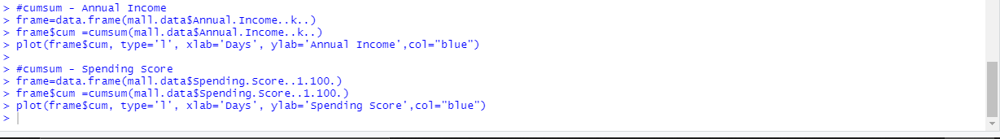 > #cumsum - Annual Income
> frame=data.frame(mall.data$Annual.Income..k..)
> frame$cum =cumsum(mall.data$Annual.Income..k..)
> plot(frame$cum, type='l', xlab='Days', ylab='Annual Income',col="blue")
>
> #cumsum - Spending Score
> frame=data.frame(mall.data$Spending.Score..1.100.)
> frame$cum =cumsum(mall.data$Spending.Score..1.100.)
> plot(frame$cum, type='l', xlab='Days', ylab='Spending Score',col="blue")
>